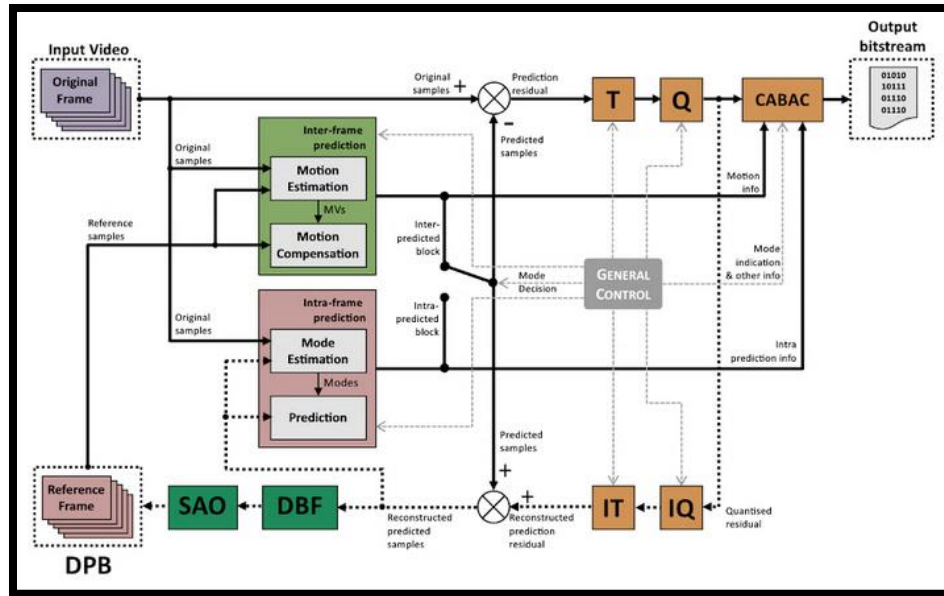 Input Video
Original
Frame
Original
samples
+
Prediction
residual
T
Q
CABAC
Output
bitstream
01010
10111
01110
01110
–
Predicted
samples
Original
samples
Inter-frame
prediction
Motion
Estimation
MVs
Motion
Compensation
Reference
samples
Motion
info
Inter-
predicted
block
Mode
Decision
GENERAL
CONTROL
Mode
indication
& other info
Intra-
predicted
block
Original
samples
Intra-frame
prediction
Mode
Estimation
Modes
Prediction
Intra
prediction info
Predicted
samples
+
+
Reference
Frame
DPB
SAO
DBF
Reconstructed
predicted
samples
Reconstructed
prediction
residual
IT
IQ
Quantised
residual